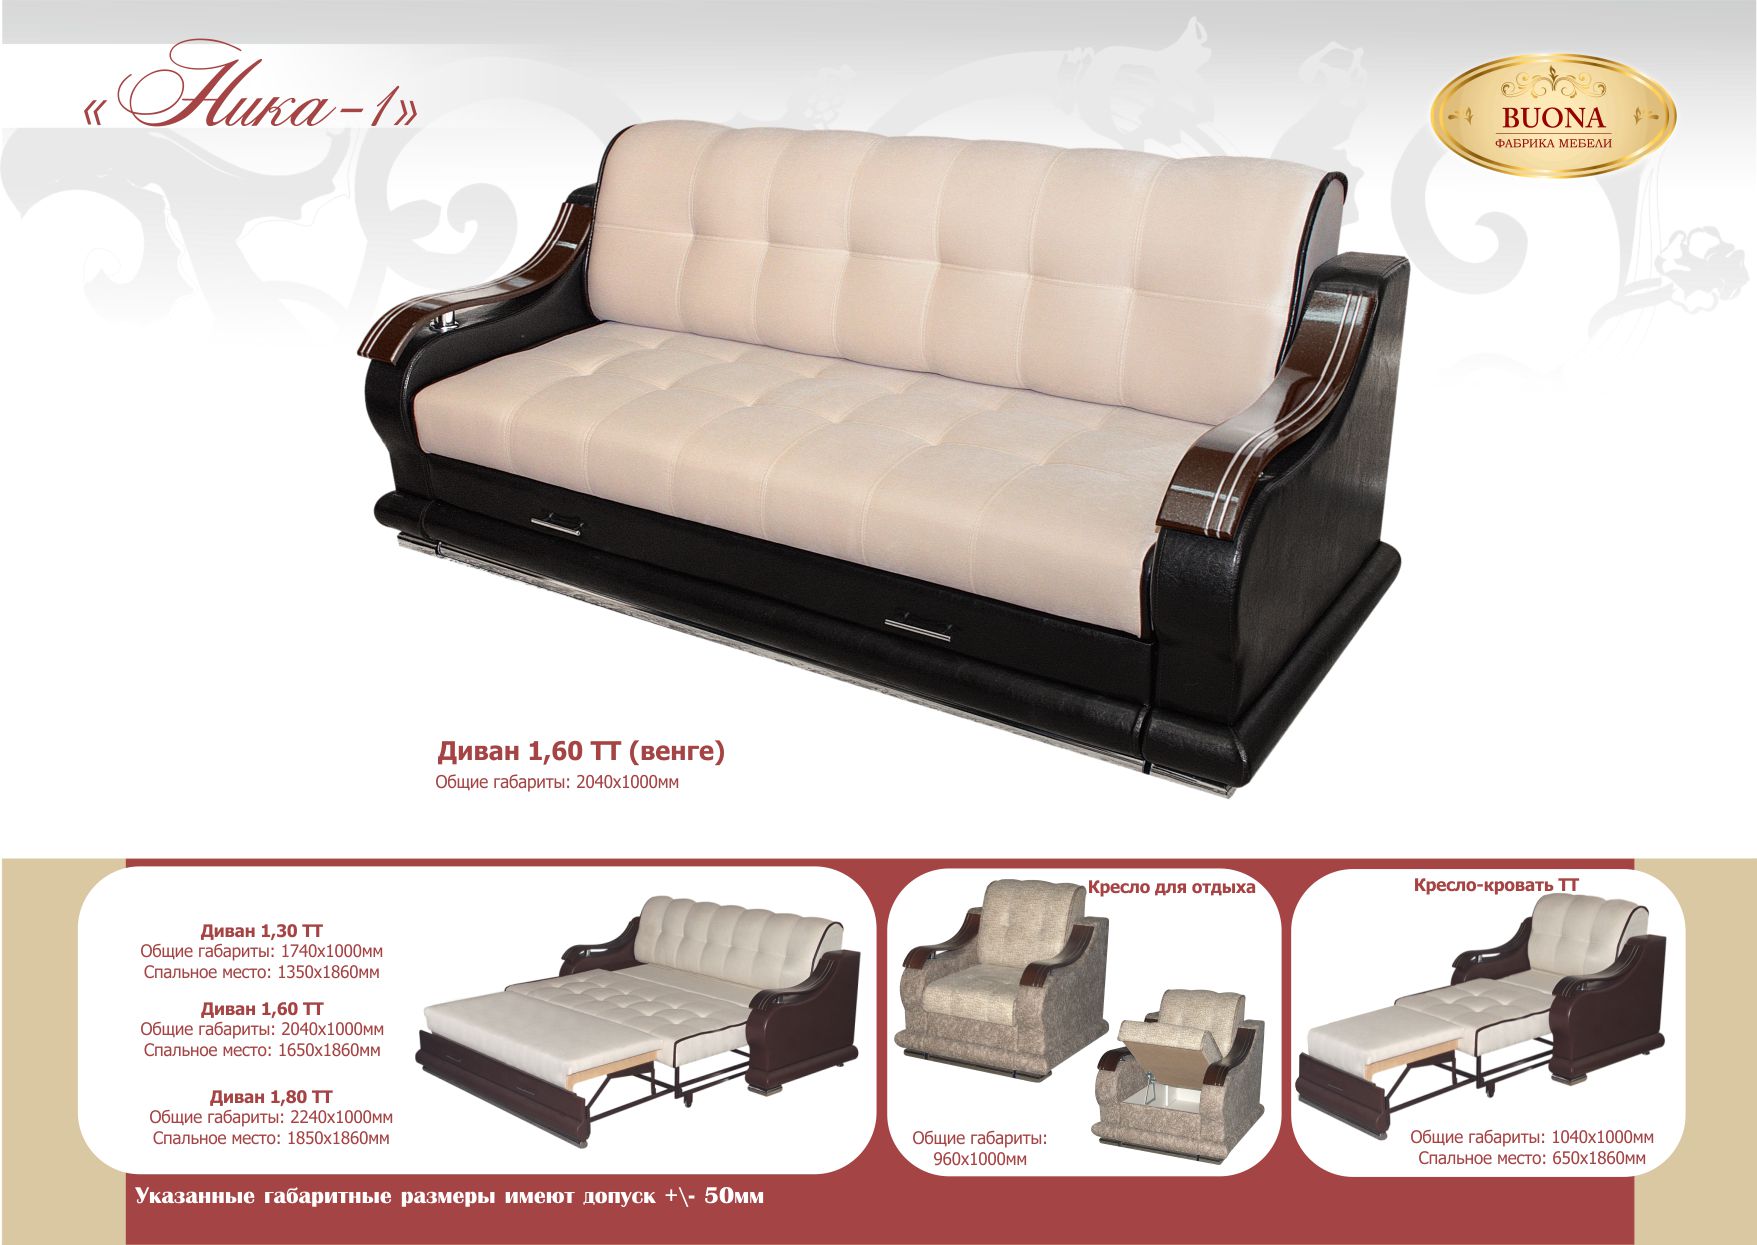 «Ника-1»
BUONA
ФАБРИКА МЕБЕЛИ
Диван 1,60 ТТ (венге)
Общие габариты: 2040х1000мм
Диван 1,30 ТТ
Общие габариты: 1740х1000мм
Спальное место: 1350х1860мм
Диван 1,60 ТТ
Общие габариты: 2040х1000мм
Спальное место: 1650х1860мм
Диван 1,80 ТТ
Общие габариты: 2240х1000мм
Спальное место: 1850х1860мм
Кресло для отдыха
Общие габариты:
960х1000мм
Кресло-кровать ТТ
Общие габариты: 1040х1000мм
Спальное место: 650х1860мм
Указанные габаритные размеры имеют допуск +\- 50мм